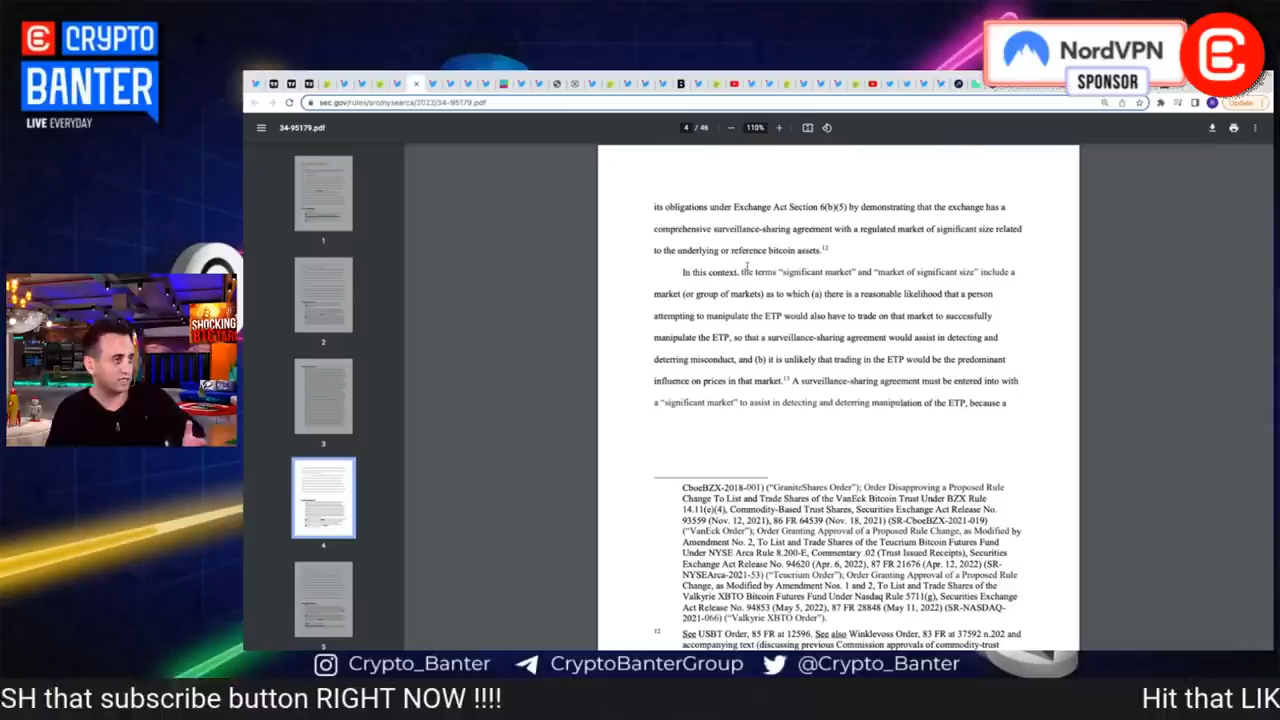 CRYPTO
BANTER
LIVE EVERYDAY
NordVPN
SPONSOR
sec.gov/rules/sro/nysearca/2022/34-95179.pdf
Update
34-95179.pdf
4 / 46
110%
1
2
3
4
5
SHOCKING
its obligations under Exchange Act Section 6(b)(5) by demonstrating that the exchange has a
comprehensive surveillance-sharing agreement with a regulated market of significant size related
to the underlying or reference bitcoin assets.12
In this context, the terms “significant market” and “market of significant size” include a
market (or group of markets) as to which (a) there is a reasonable likelihood that a person
attempting to manipulate the ETP would also have to trade on that market to successfully
manipulate the ETP, so that a surveillance-sharing agreement would assist in detecting and
deterring misconduct, and (b) it is unlikely that trading in the ETP would be the predominant
influence on prices in that market.13 A surveillance-sharing agreement must be entered into with
a “significant market” to assist in detecting and deterring manipulation of the ETP, because a
CboeBZX-2018-001) (“GraniteShares Order”); Order Disapproving a Proposed Rule
Change To List and Trade Shares of the VanEck Bitcoin Trust Under BZX Rule
14.11(e)(4), Commodity-Based Trust Shares, Securities Exchange Act Release No.
93559 (Nov. 12, 2021), 86 FR 64539 (Nov. 18, 2021) (SR-CboeBZX-2021-019)
(“VanEck Order”); Order Granting Approval of a Proposed Rule Change, as Modified by
Amendment No. 2, To List and Trade Shares of the Teucrium Bitcoin Futures Fund
Under NYSE Arca Rule 8.200-E, Commentary .02 (Trust Issued Receipts), Securities
Exchange Act Release No. 94620 (Apr. 6, 2022), 87 FR 21676 (Apr. 12, 2022) (SR-
NYSEArca-2021-53) (“Teucrium Order”); Order Granting Approval of a Proposed Rule
Change, as Modified by Amendment Nos. 1 and 2, To List and Trade Shares of the
Valkyrie XBTO Bitcoin Futures Fund Under Nasdaq Rule 5711(g), Securities Exchange
Act Release No. 94853 (May 5, 2022), 87 FR 28848 (May 11, 2022) (SR-NASDAQ-
2021-066) (“Valkyrie XBTO Order”).
12 See USBT Order, 85 FR at 12596. See also Winklevoss Order, 83 FR at 37592 n.202 and
accompanying text (discussing previous Commission approvals of commodity-trust
Crypto_Banter
CryptoBanterGroup
@Crypto_Banter
SH that subscribe button RIGHT NOW !!!!
Hit that LIK